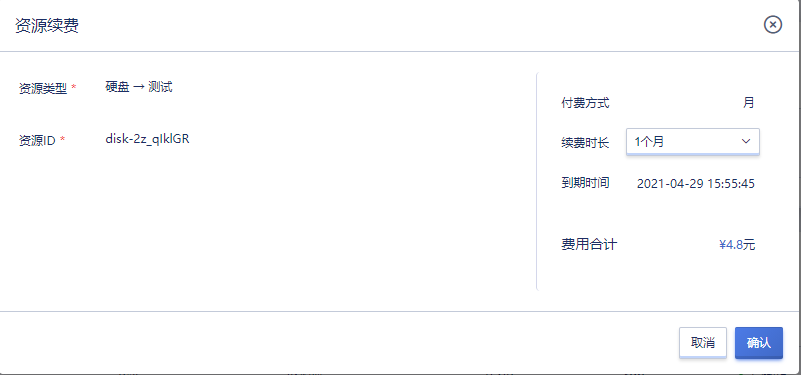 资源续费
资源类型 *
硬盘 → 测试
资源ID *
disk-2z_qIklGR
付费方式
月
续费时长
1个月
到期时间
2021-04-29 15:55:45
费用合计
¥4.8元
取消
确认